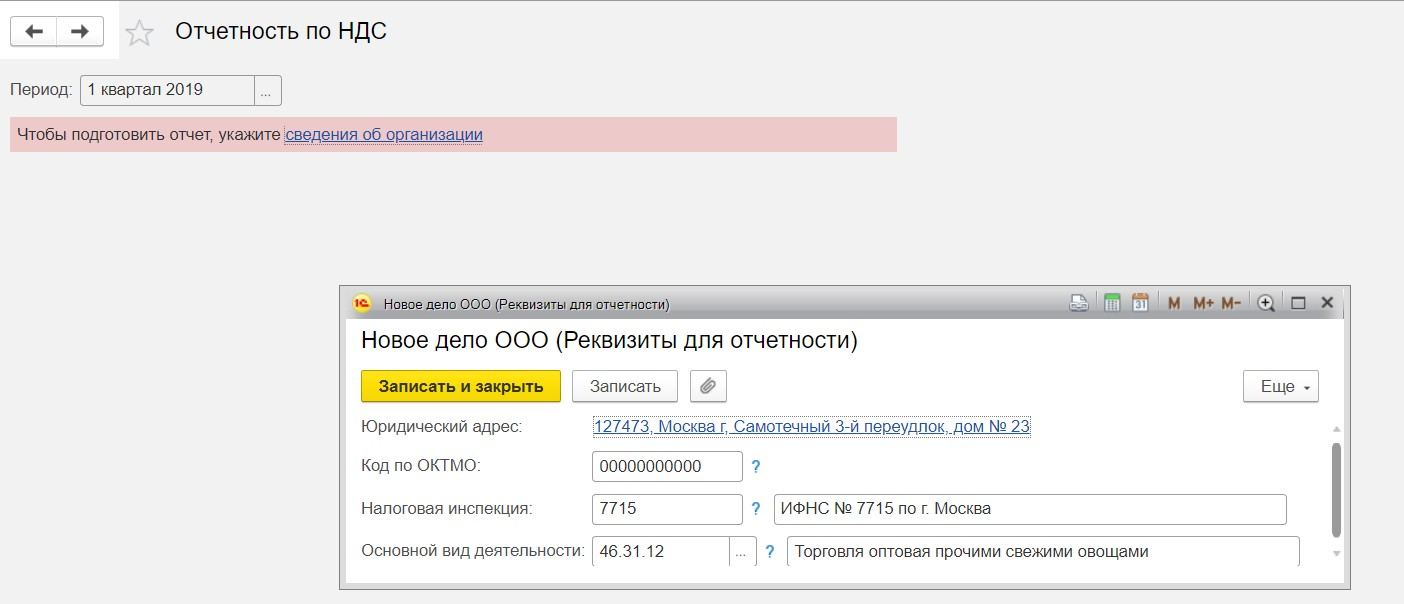 Отчетность по НДС
Период: 1 квартал 2019 ...
Чтобы подготовить отчет, укажите сведения об организации
1С Новое дело ООО (Реквизиты для отчетности) 31 M M+ M-
Новое дело ООО (Реквизиты для отчетности)
Записать и закрыть Записать Еще
Юридический адрес: 127473, Москва г, Самотечный 3-й переудлок, дом № 23
Код по ОКТМО: 00000000000 ?
Налоговая инспекция: 7715 ? ИФНС № 7715 по г. Москва
Основной вид деятельности: 46.31.12 ... ? Торговля оптовая прочими свежими овощами